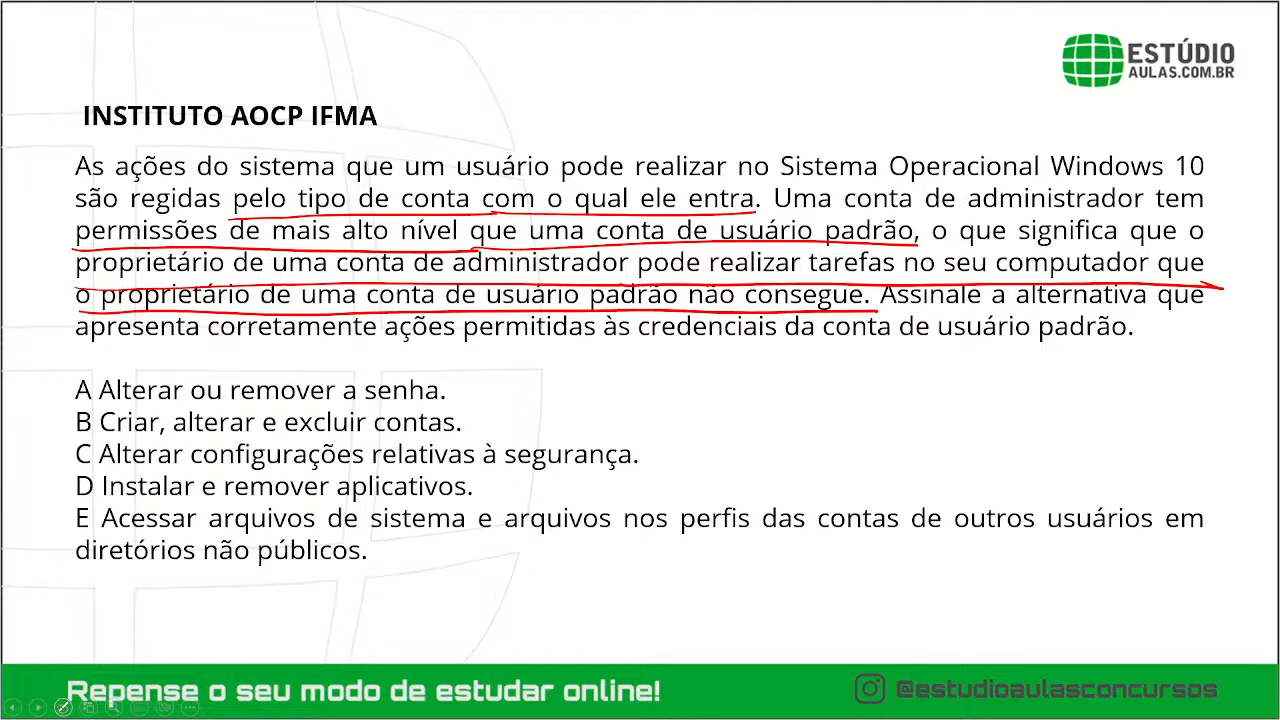 ESTÚDIO
AULAS.COM.BR
INSTITUTO AOCP IFMA
As ações do sistema que um usuário pode realizar no Sistema Operacional Windows 10
são regidas pelo tipo de conta com o qual ele entra. Uma conta de administrador tem
permissões de mais alto nível que uma conta de usuário padrão, o que significa que o
proprietário de uma conta de administrador pode realizar tarefas no seu computador que
o proprietário de uma conta de usuário padrão não consegue. Assinale a alternativa que
apresenta corretamente ações permitidas às credenciais da conta de usuário padrão.
A Alterar ou remover a senha.
B Criar, alterar e excluir contas.
C Alterar configurações relativas à segurança.
D Instalar e remover aplicativos.
E Acessar arquivos de sistema e arquivos nos perfis das contas de outros usuários em
diretórios não públicos.
Repense o seu modo de estudar online!
@estudioaulasconcursos